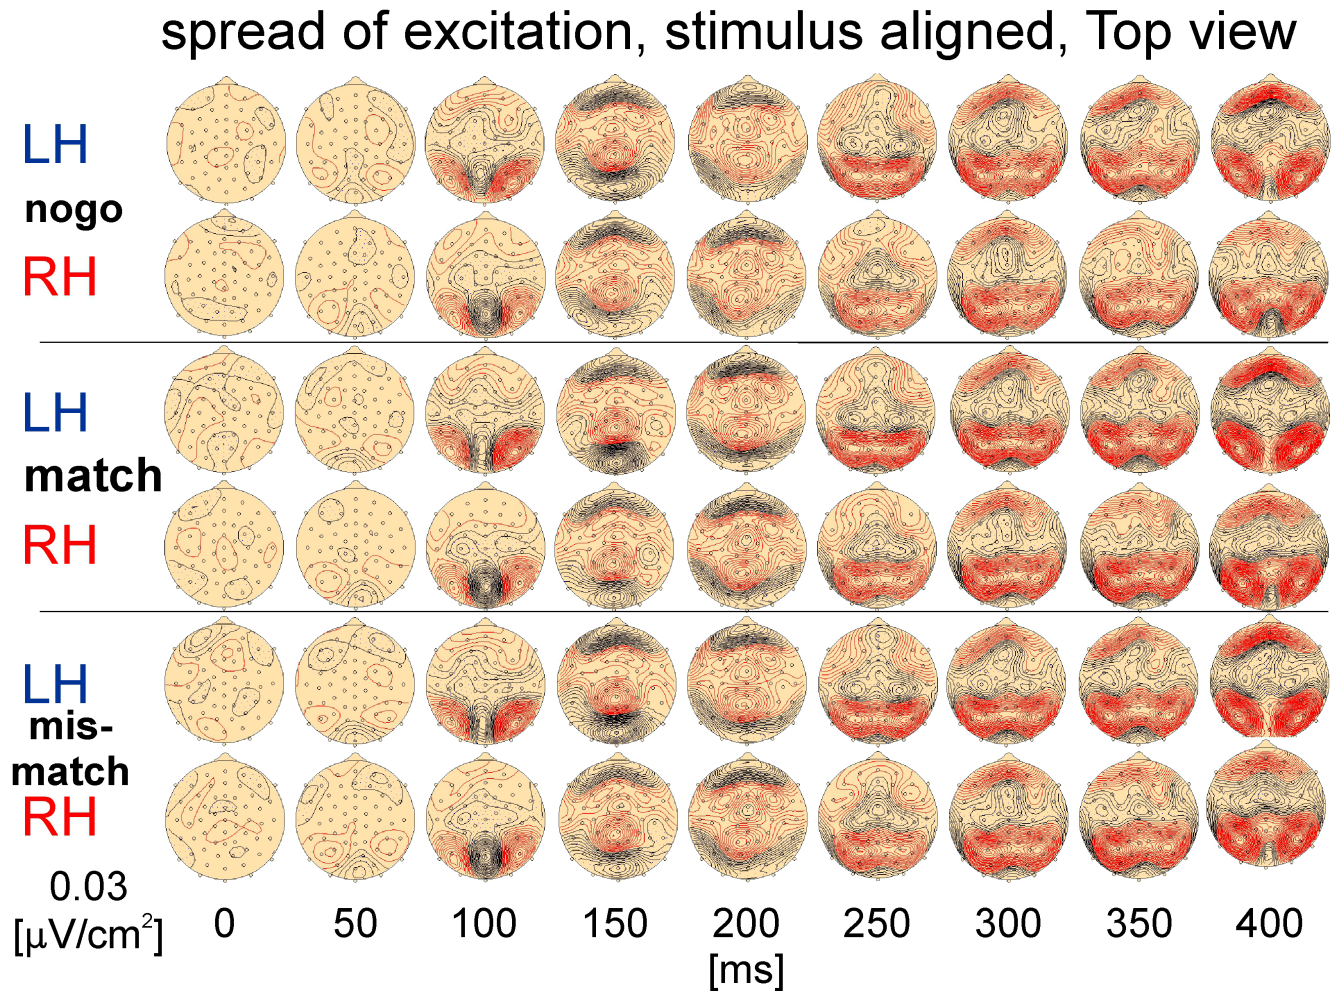 spread of excitation, stimulus aligned, Top view
LH
nogo
RH
LH
match
RH
LH
mis-
match
RH
0.03
[μV/cm²]
0 50 100 150 200 250 300 350 400
[ms]